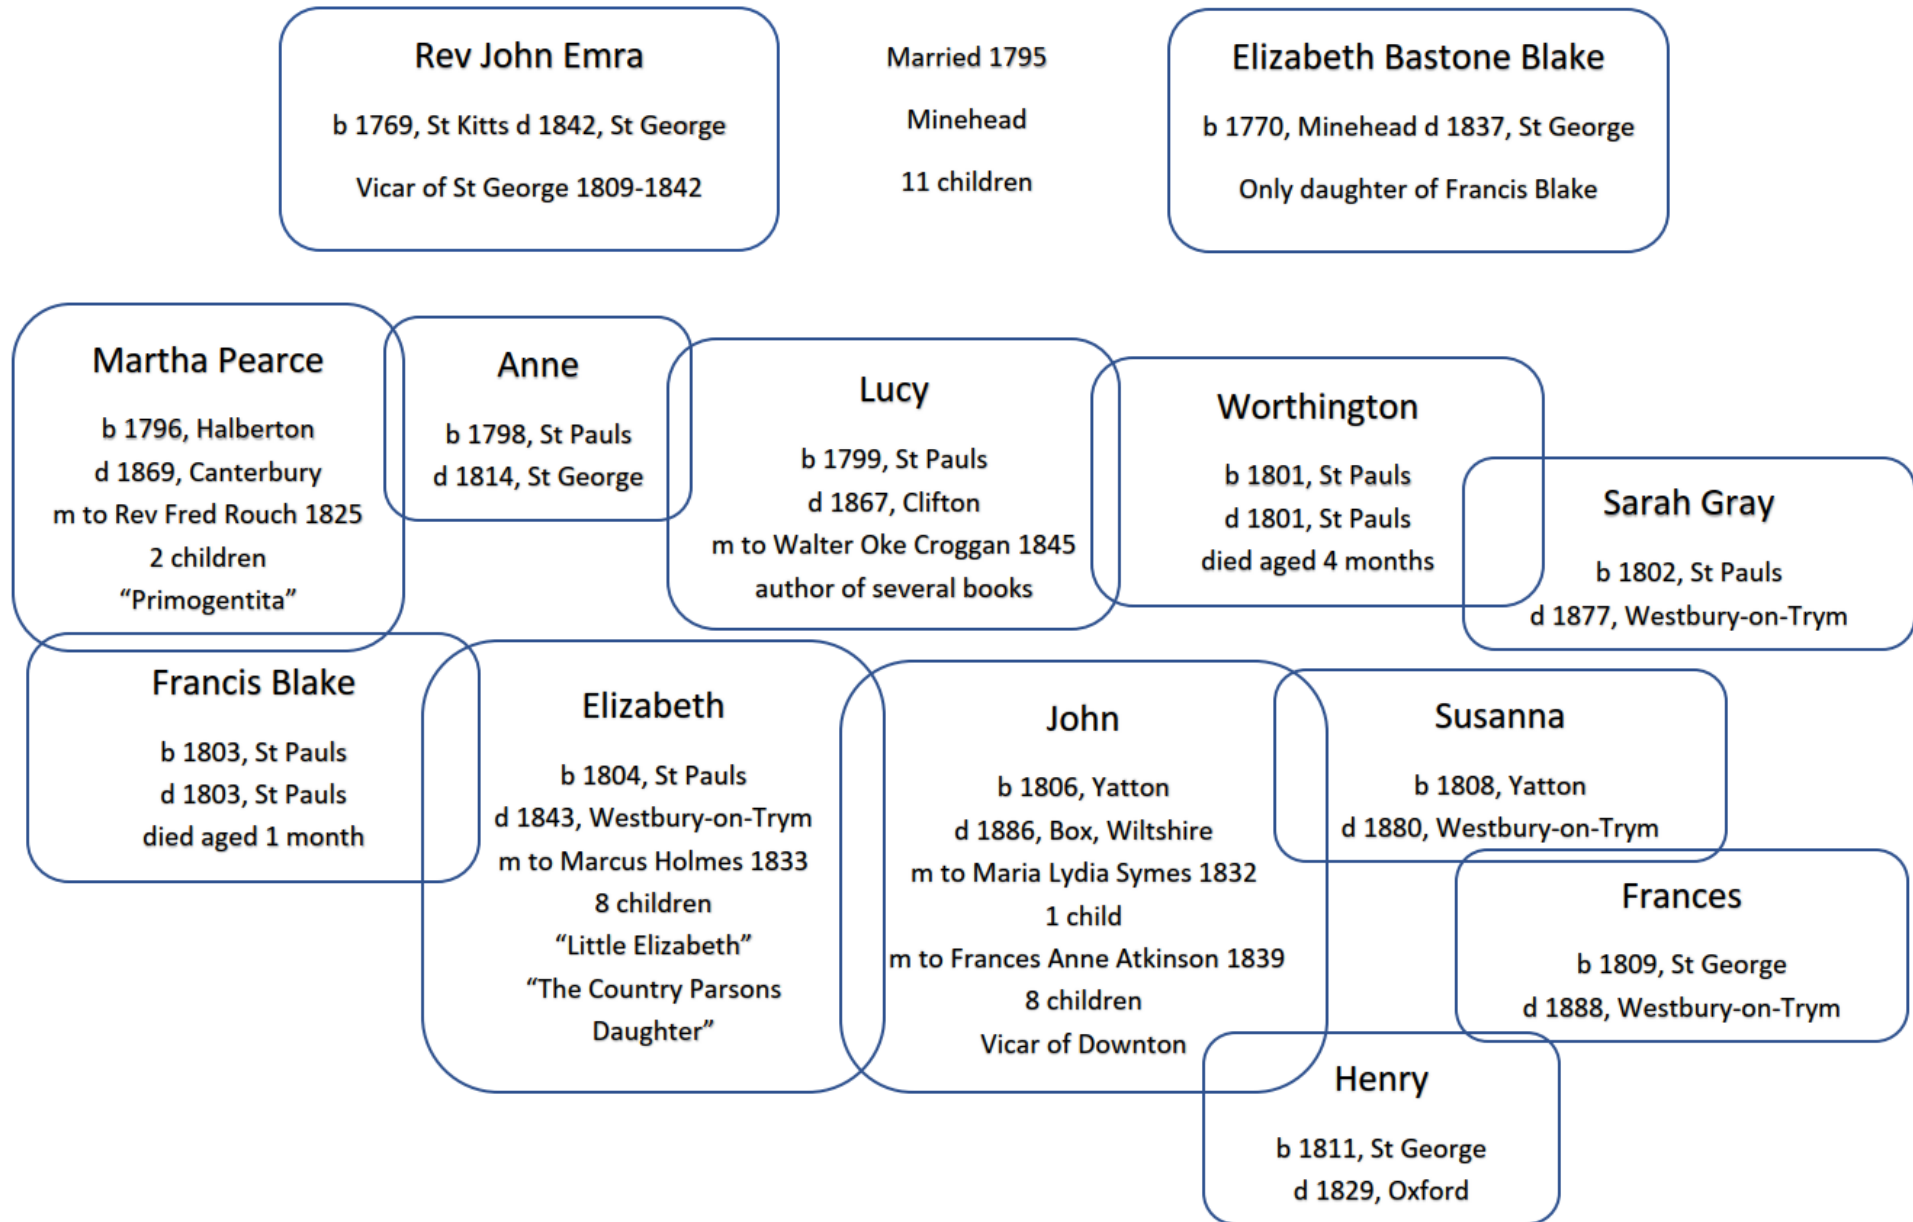 Rev John Emra
b 1769, St Kitts d 1842, St George
Vicar of St George 1809-1842
Married 1795
Minehead
11 children
Elizabeth Bastone Blake
b 1770, Minehead d 1837, St George
Only daughter of Francis Blake
Martha Pearce
b 1796, Halberton
d 1869, Canterbury
m to Rev Fred Rouch 1825
2 children
“Primogentita”
Anne
b 1798, St Pauls
d 1814, St George
Lucy
b 1799, St Pauls
d 1867, Clifton
m to Walter Oke Croggan 1845
author of several books
Worthington
b 1801, St Pauls
d 1801, St Pauls
died aged 4 months
Sarah Gray
b 1802, St Pauls
d 1877, Westbury-on-Trym
Francis Blake
b 1803, St Pauls
d 1803, St Pauls
died aged 1 month
Elizabeth
b 1804, St Pauls
d 1843, Westbury-on-Trym
m to Marcus Holmes 1833
8 children
“Little Elizabeth”
“The Country Parsons
Daughter”
John
b 1806, Yatton
d 1886, Box, Wiltshire
m to Maria Lydia Symes 1832
1 child
m to Frances Anne Atkinson 1839
8 children
Vicar of Downton
Susanna
b 1808, Yatton
d 1880, Westbury-on-Trym
Frances
b 1809, St George
d 1888, Westbury-on-Trym
Henry
b 1811, St George
d 1829, Oxford